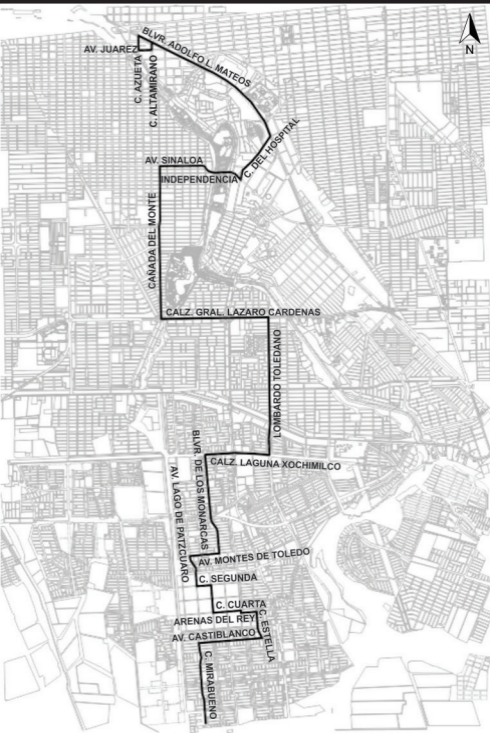 N
BLVR. ADOLFO L. MATEOS
AV. JUAREZ
C. AZUETA
C. ALTAMIRANO
C. DEL HOSPITAL
AV. SINALOA
INDEPENDENCIA
CAÑADA DEL MONTE
CALZ. GRAL. LAZARO CARDENAS
LOMBARDO TOLEDANO
BLVR. DE LOS MONARCAS
CALZ. LAGUNA XOCHIMILCO
AV. LAGO DE PATZCUARO
AV. MONTES DE TOLEDO
C. SEGUNDA
C. CUARTA
ARENAS DEL REY
C. ESTELLA
AV. CASTIBLANCO
C. MIRABUENO